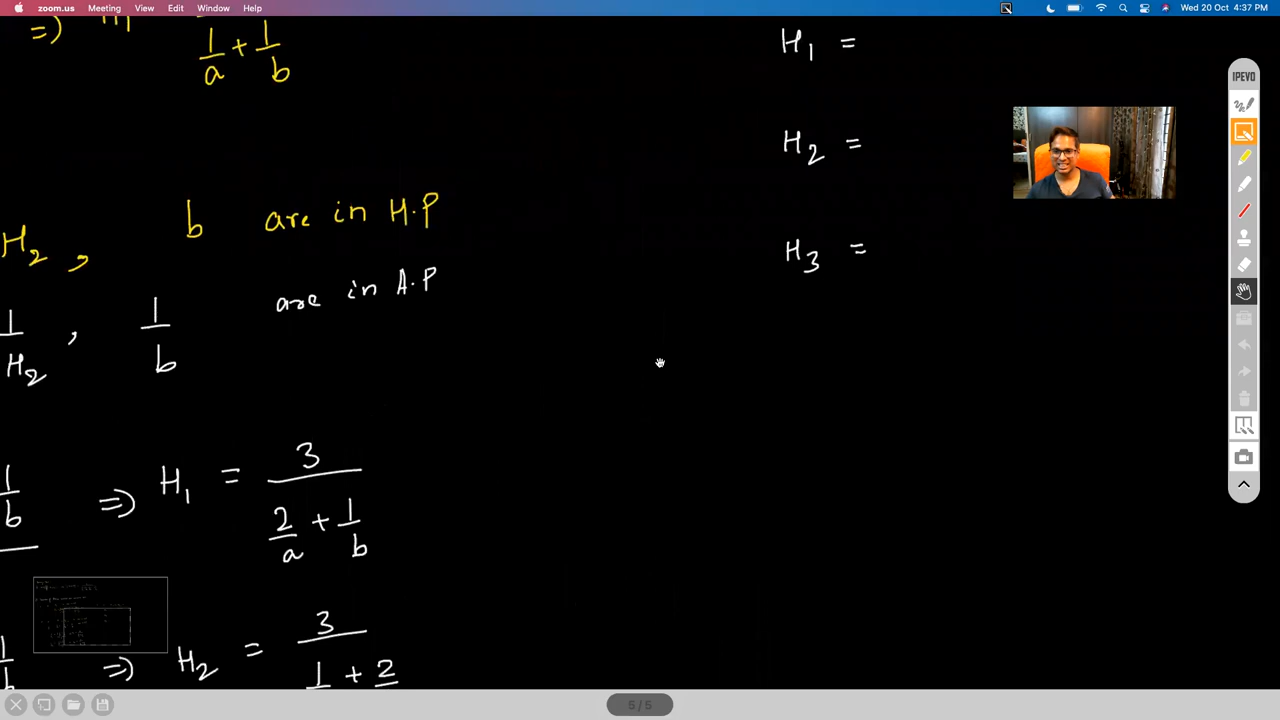 zoom.us Meeting View Edit Window Help Wed 20 Oct 4:37 PM
=)
1/a + 1/b
H1 =
IPEVO
H2 =
H2 , b are in H.P
H3 =
1/H2 , 1/b are in A.P
1/b =) H1 = 3/(2/a + 1/b)
1/b =) H2 = 3/(1 + 2
5 / 5